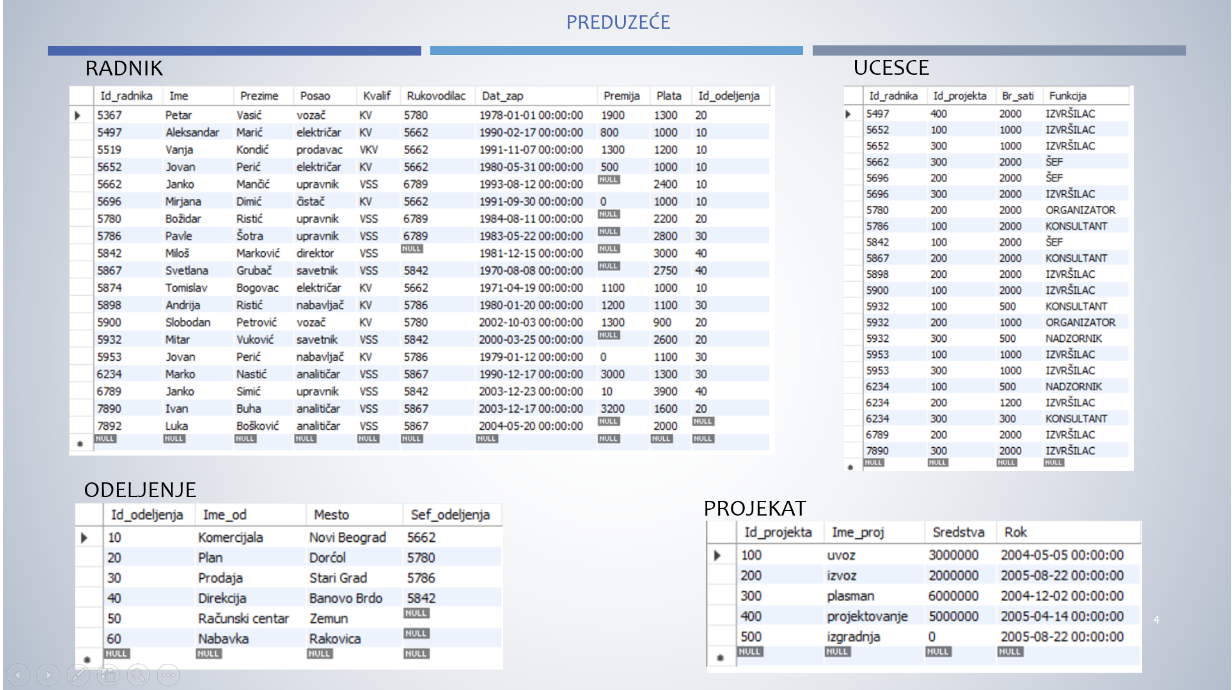 PREDUZEĆE
RADNIK
Id_radnika Ime Prezime Posao Kvalif Rukovodilac Dat_zap Premija Plata Id_odeljenja
5367 Petar Vasić vozač KV 5780 1978-01-01 00:00:00 1900 1300 20
5497 Aleksandar Marić električar KV 5662 1990-02-17 00:00:00 800 1000 10
5519 Vanja Kondić prodavac VKV 5662 1991-11-07 00:00:00 1300 1200 10
5652 Jovan Perić električar KV 5662 1980-05-31 00:00:00 500 1000 10
5662 Janko Mančić upravnik VSS 6789 1993-08-12 00:00:00 NULL 2400 10
5696 Mirjana Dimić čistač KV 5662 1991-09-30 00:00:00 0 1000 10
5780 Božidar Ristić upravnik VSS 6789 1984-08-11 00:00:00 NULL 2200 20
5786 Pavle Šotra upravnik VSS 6789 1983-05-22 00:00:00 NULL 2800 30
5842 Miloš Marković direktor VSS NULL 1981-12-15 00:00:00 NULL 3000 40
5867 Svetlana Grubač savetnik VSS 5842 1970-08-08 00:00:00 NULL 2750 40
5874 Tomislav Bogovac električar KV 5662 1971-04-19 00:00:00 1100 1000 10
5898 Andrija Ristić nabavljač KV 5786 1980-01-20 00:00:00 1200 1100 30
5900 Slobodan Petrović vozač KV 5780 2002-10-03 00:00:00 1300 900 20
5932 Mitar Vuković savetnik VSS 5842 2000-03-25 00:00:00 NULL 2600 20
5953 Jovan Perić nabavljač KV 5786 1979-01-12 00:00:00 0 1100 30
6234 Marko Nastić analitičar VSS 5867 1990-12-17 00:00:00 3000 1300 30
6789 Janko Simić upravnik VSS 5842 2003-12-23 00:00:00 10 3900 40
7890 Ivan Buha analitičar VSS 5867 2003-12-17 00:00:00 3200 1600 20
7892 Luka Bošković analitičar VSS 5867 2004-05-20 00:00:00 NULL 2000 NULL
NULL NULL NULL NULL NULL NULL NULL NULL NULL NULL
UCESCE
Id_radnika Id_projekta Br_sati Funkcija
5497 400 2000 IZVRŠILAC
5652 100 1000 IZVRŠILAC
5652 300 1000 IZVRŠILAC
5662 300 2000 ŠEF
5696 200 2000 ŠEF
5696 300 2000 IZVRŠILAC
5780 200 2000 ORGANIZATOR
5786 100 2000 KONSULTANT
5842 100 2000 ŠEF
5867 200 2000 KONSULTANT
5898 200 2000 IZVRŠILAC
5900 100 2000 IZVRŠILAC
5932 100 500 KONSULTANT
5932 200 1000 ORGANIZATOR
5932 300 500 NADZORNIK
5953 100 1000 IZVRŠILAC
5953 300 1000 IZVRŠILAC
6234 100 500 NADZORNIK
6234 200 1200 IZVRŠILAC
6234 300 300 KONSULTANT
6789 200 2000 IZVRŠILAC
7890 300 2000 IZVRŠILAC
NULL NULL NULL NULL
ODELJENJE
Id_odeljenja Ime_od Mesto Sef_odeljenja
10 Komercijala Novi Beograd 5662
20 Plan Dorćol 5780
30 Prodaja Stari Grad 5786
40 Direkcija Banovo Brdo 5842
50 Računski centar Zemun NULL
60 Nabavka Rakovica NULL
NULL NULL NULL NULL
PROJEKAT
Id_projekta Ime_proj Sredstva Rok
100 uvoz 3000000 2004-05-05 00:00:00
200 izvoz 2000000 2005-08-22 00:00:00
300 plasman 6000000 2004-12-02 00:00:00
400 projektovanje 5000000 2005-04-14 00:00:00
500 izgradnja 0 2005-08-22 00:00:00
NULL NULL NULL NULL
4